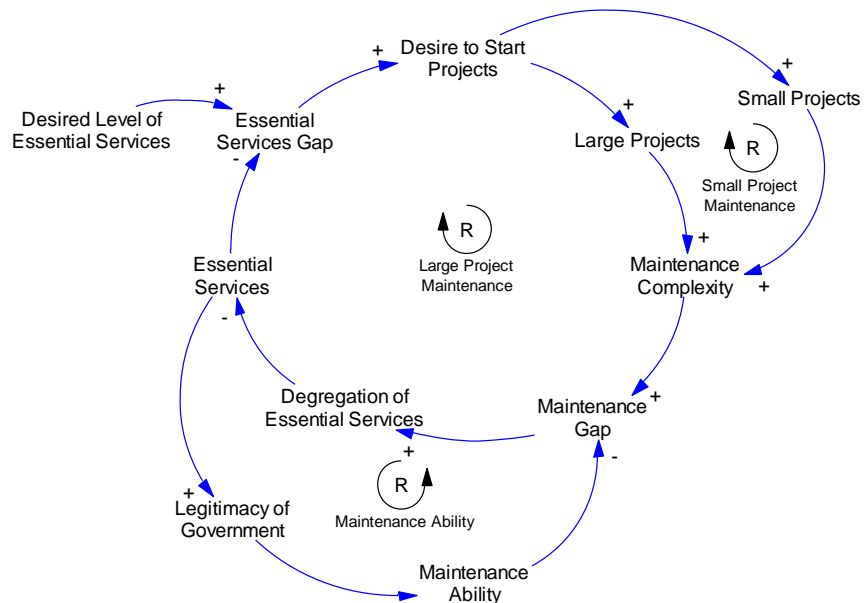 Desire to Start
Projects
+
+
Small Projects
+
Desired Level of
Essential Services
+
Essential
Services Gap
-
+
Large Projects
R
Small Project
Maintenance
R
Large Project
Maintenance
Essential
Services
-
+
Maintenance
Complexity
+
Degregation of
Essential Services
+
Maintenance
Gap
+
-
R
Maintenance Ability
+
Legitimacy of
Government
Maintenance
Ability